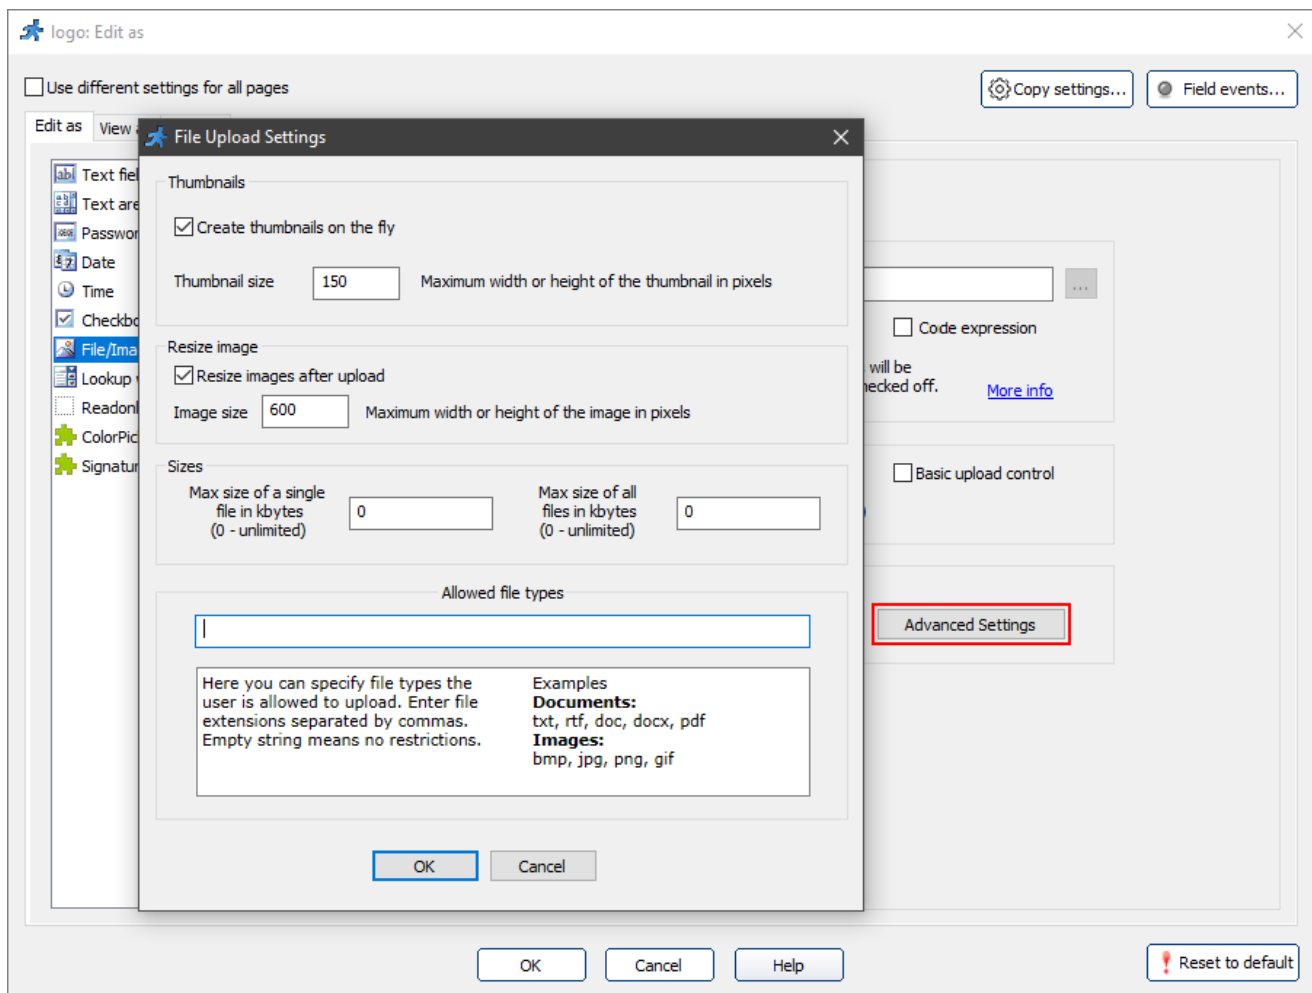 logo: Edit as
Use different settings for all pages
Copy settings...
Field events...
Edit as
View
File Upload Settings
Text fiel
Text are
Passwor
Date
Time
Checkbo
File/Ima
Lookup
Readonl
ColorPic
Signatur
Thumbnails
Create thumbnails on the fly
Thumbnail size
150
Maximum width or height of the thumbnail in pixels
Resize image
Resize images after upload
Image size
600
Maximum width or height of the image in pixels
Sizes
Max size of a single
file in kbytes
(0 - unlimited)
0
Max size of all
files in kbytes
(0 - unlimited)
0
Allowed file types
Here you can specify file types the
user is allowed to upload. Enter file
extensions separated by commas.
Empty string means no restrictions.
Examples
Documents:
txt, rtf, doc, docx, pdf
Images:
bmp, jpg, png, gif
OK
Cancel
...
Code expression
will be
ecked off.
More info
Basic upload control
Advanced Settings
OK
Cancel
Help
Reset to default